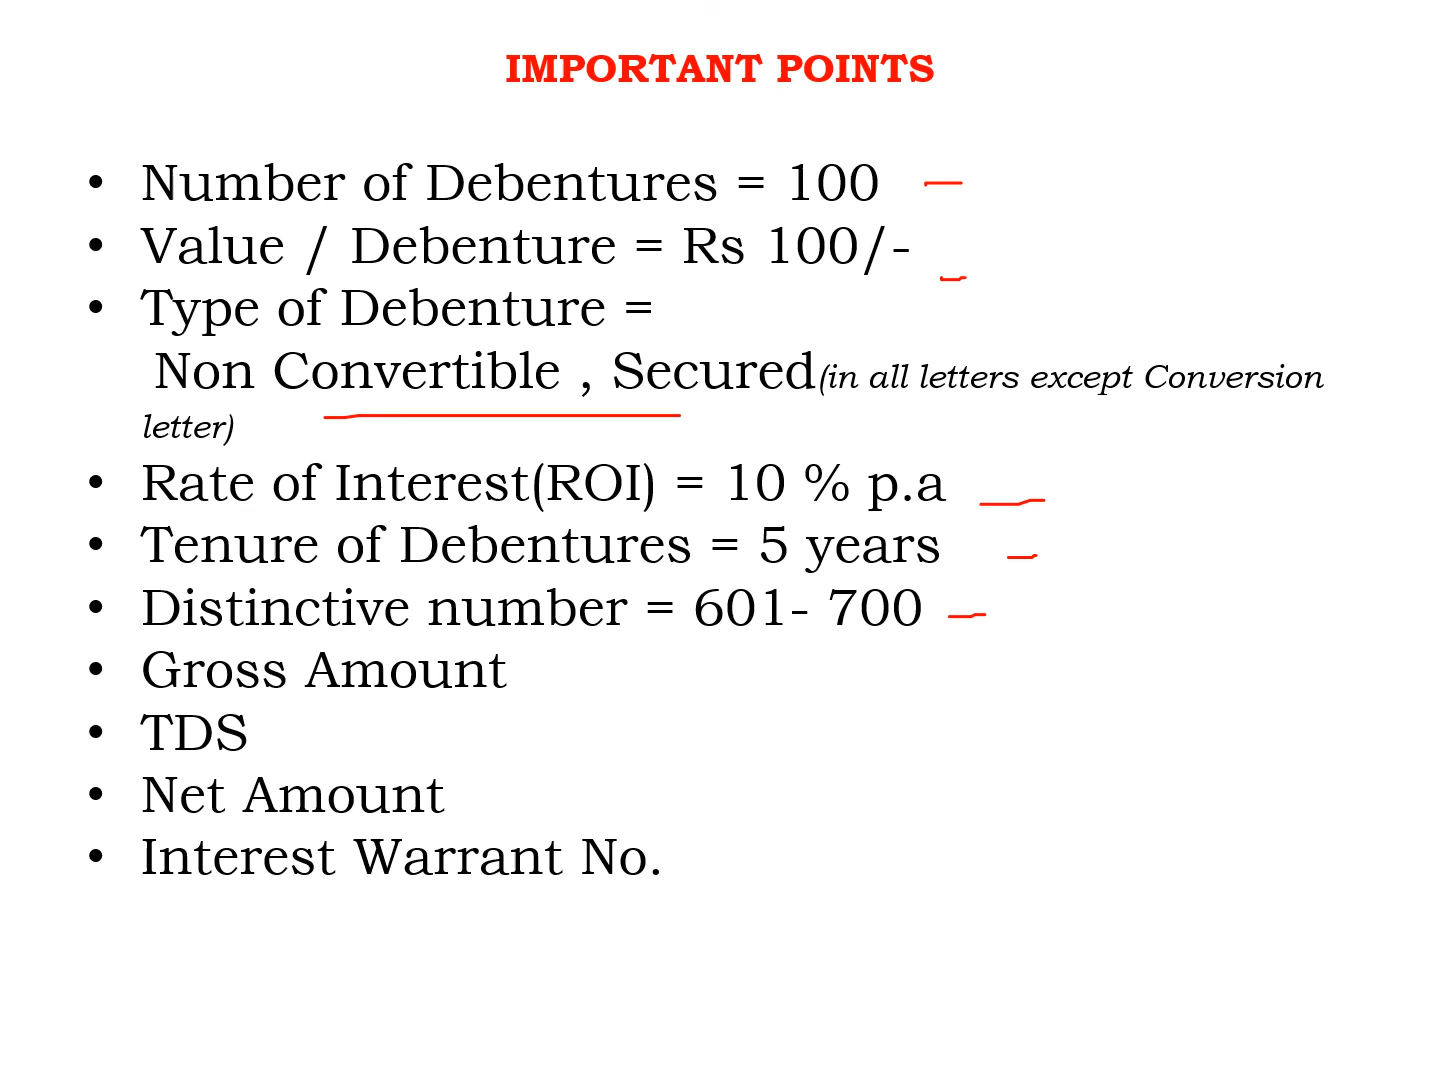 IMPORTANT POINTS
• Number of Debentures = 100
• Value / Debenture = Rs 100/-
• Type of Debenture =
Non Convertible , Secured(in all letters except Conversion
letter)
• Rate of Interest(ROI) = 10 % p.a
• Tenure of Debentures = 5 years
• Distinctive number = 601- 700
• Gross Amount
• TDS
• Net Amount
• Interest Warrant No.